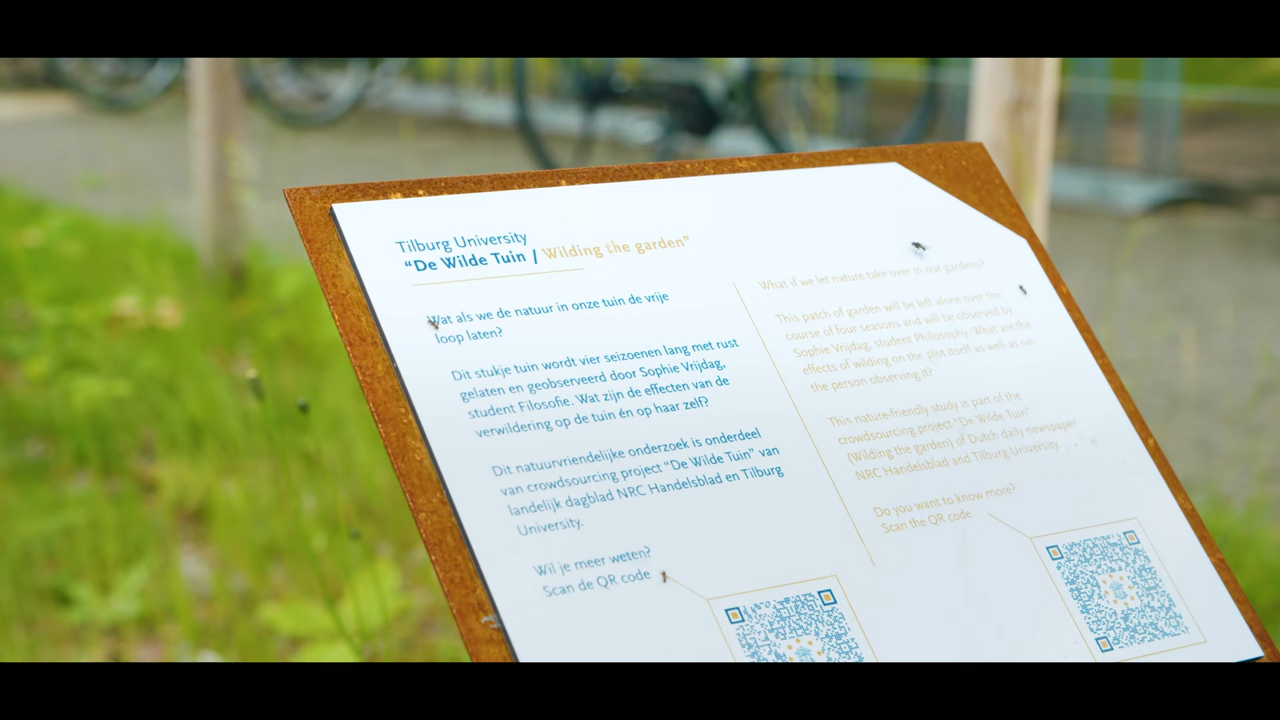 Tilburg University
"De Wilde Tuin / Wilding the garden"
Wat als we de natuur in onze tuin de vrije
loop laten?
Dit stukje tuin wordt vier seizoenen lang met rust
gelaten en geobserveerd door Sophie Vrijdag,
student Filosofie. Wat zijn de effecten van de
verwildering op de tuin én op haar zelf?
Dit natuurvriendelijke onderzoek is onderdeel
van crowdsourcing project "De Wilde Tuin" van
landelijk dagblad NRC Handelsblad en Tilburg
University.
Wil je meer weten?
Scan de QR code
What if we let nature take over in our gardens?
This patch of garden will be left alone over the
course of four seasons and will be observed by
Sophie Vrijdag, student Philosophy. What are the
effects of wilding on the plot itself as well as on
the person observing it?
This nature-friendly study is part of the
crowdsourcing project "De Wilde Tuin"
(Wilding the garden) of Dutch daily newspaper
NRC Handelsblad and Tilburg University.
Do you want to know more?
Scan the QR code